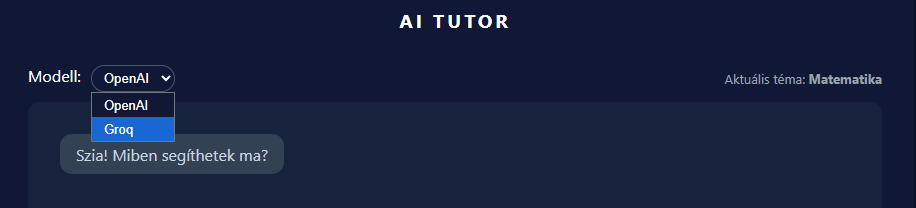 AI TUTOR
Modell: OpenAI
Aktuális téma: Matematika
OpenAI
Groq
Szia! Miben segíthetek ma?